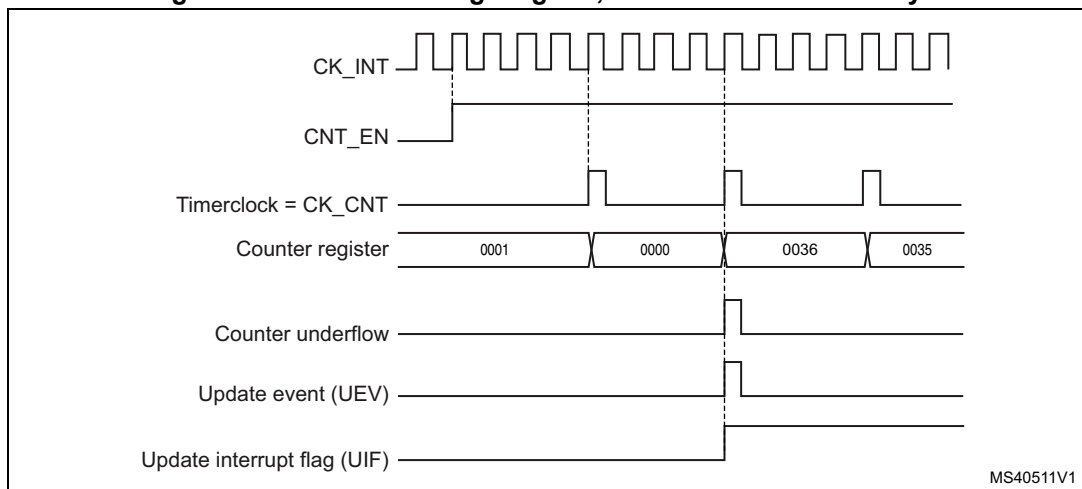 CK_INT
CNT_EN
Timerclock = CK_CNT
Counter register
0001 0000 0036 0035
Counter underflow
Update event (UEV)
Update interrupt flag (UIF)
MS40511V1